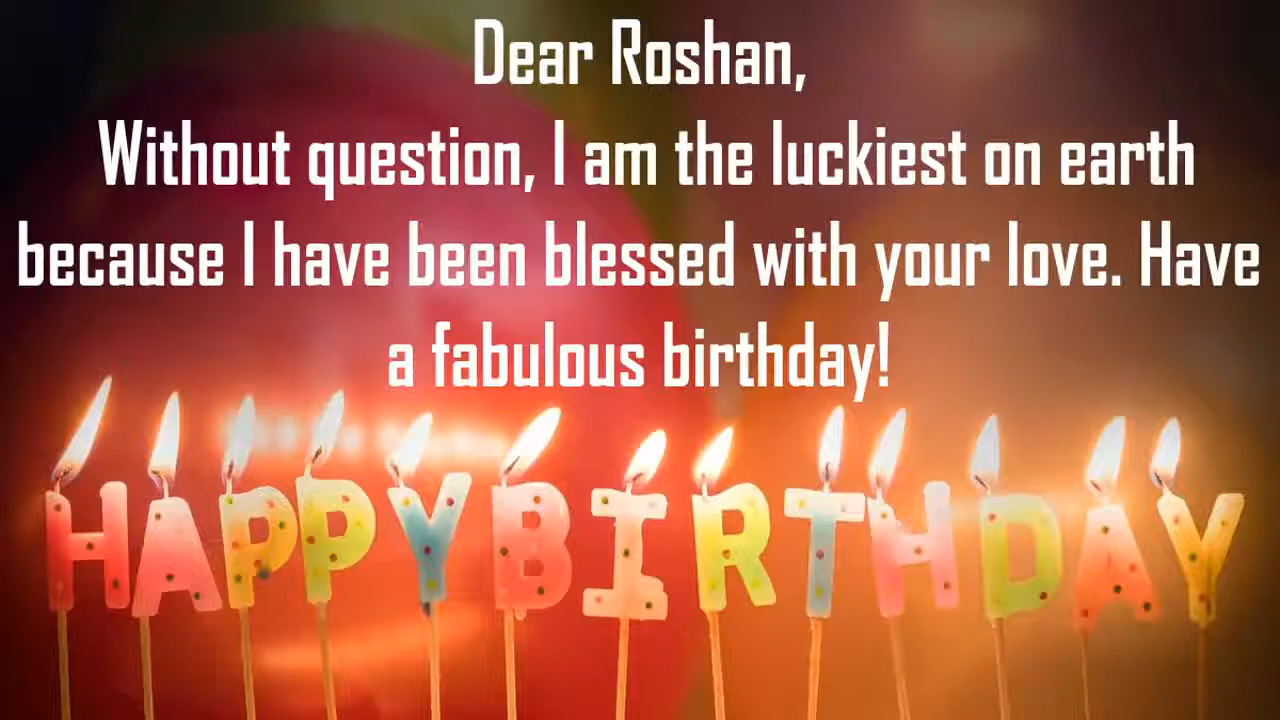 Dear Roshan,
Without question, I am the luckiest on earth
because I have been blessed with your love. Have
a fabulous birthday!
HAPPY BIRTHDAY